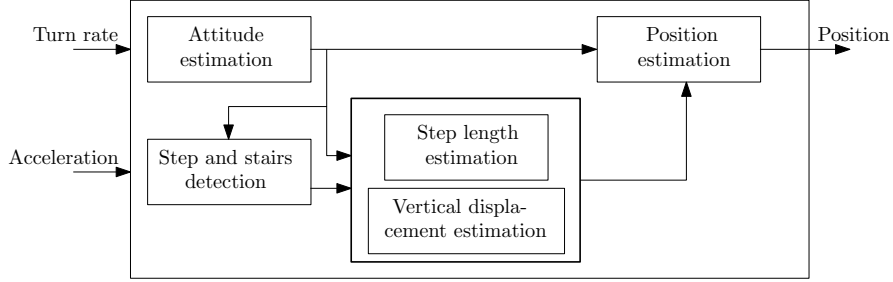 Turn rate
Attitude
estimation
Position
estimation
Position
Acceleration
Step and stairs
detection
Step length
estimation
Vertical displa-
cement estimation